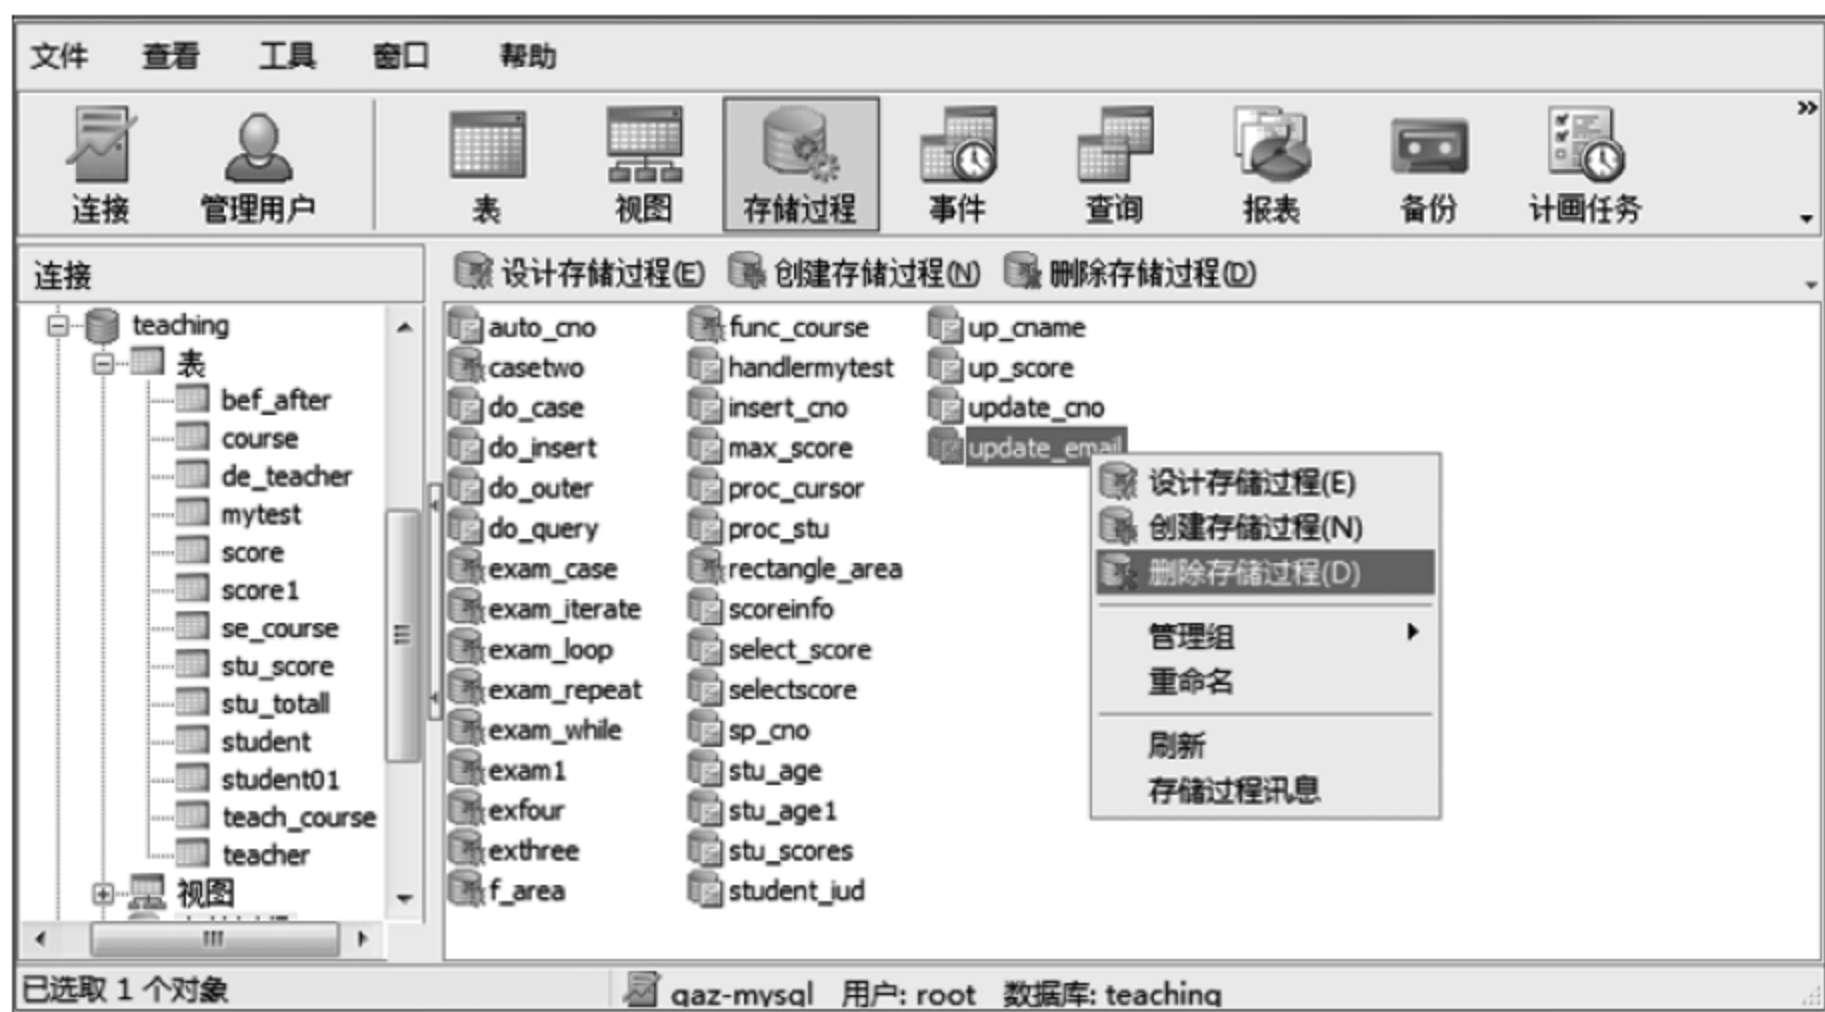 文件 查看 工具 窗口 帮助
连接 管理用户 表 视图 存储过程 事件 查询 报表 备份 计画任务
连接
设计存储过程(E) 创建存储过程(N) 删除存储过程(D)
teaching
表
bef_after
course
de_teacher
mytest
score
score1
se_course
stu_score
stu_totall
student
student01
teach_course
teacher
视图
auto_cno
casetwo
do_case
do_insert
do_outer
do_query
exam_case
exam_iterate
exam_loop
exam_repeat
exam_while
exam1
exfour
exthree
f_area
func_course
handlermytest
insert_cno
max_score
proc_cursor
proc_stu
rectangle_area
scoreinfo
select_score
selectscore
sp_cno
stu_age
stu_age1
stu_scores
student_iud
up_cname
up_score
update_cno
update_email
设计存储过程(E)
创建存储过程(N)
删除存储过程(D)
管理组
重命名
刷新
存储过程讯息
已选取 1 个对象 qaz-mysql 用户: root 数据库: teaching